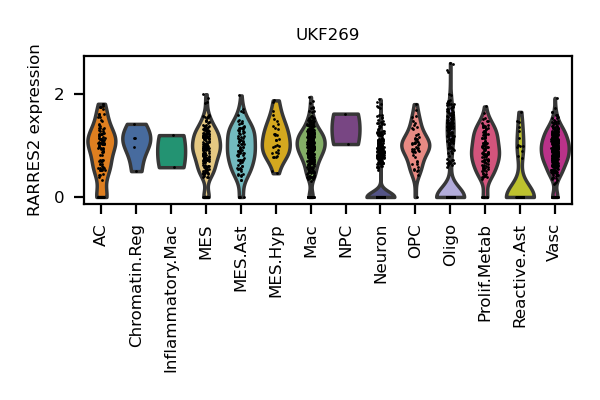 UKF269
RARRES2 expression
2
0
AC
Chromatin.Reg
Inflammatory.Mac
MES
MES.Ast
MES.Hyp
Mac
NPC
Neuron
OPC
Oligo
Prolif.Metab
Reactive.Ast
Vasc